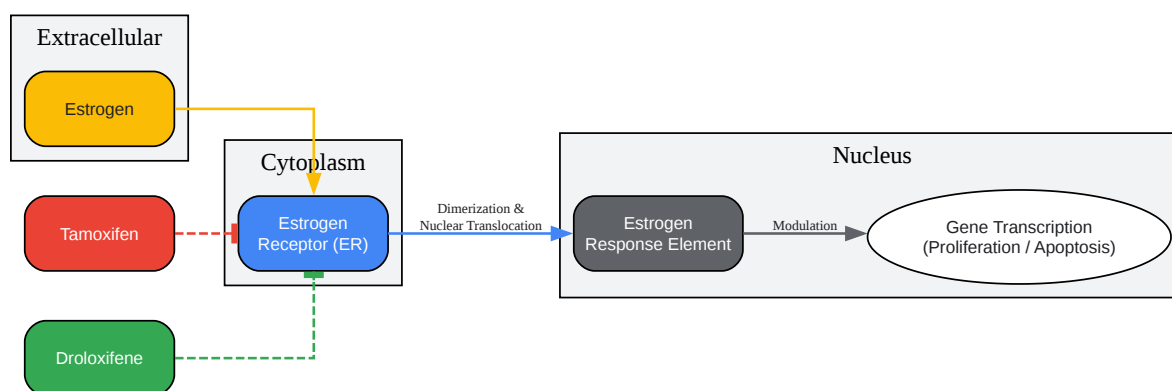 Extracellular
Estrogen
Cytoplasm
Nucleus
Tamoxifen
Estrogen
Receptor (ER)
Dimerization &
Nuclear Translocation
Estrogen
Response Element
Modulation
Gene Transcription
(Proliferation / Apoptosis)
Droloxifene